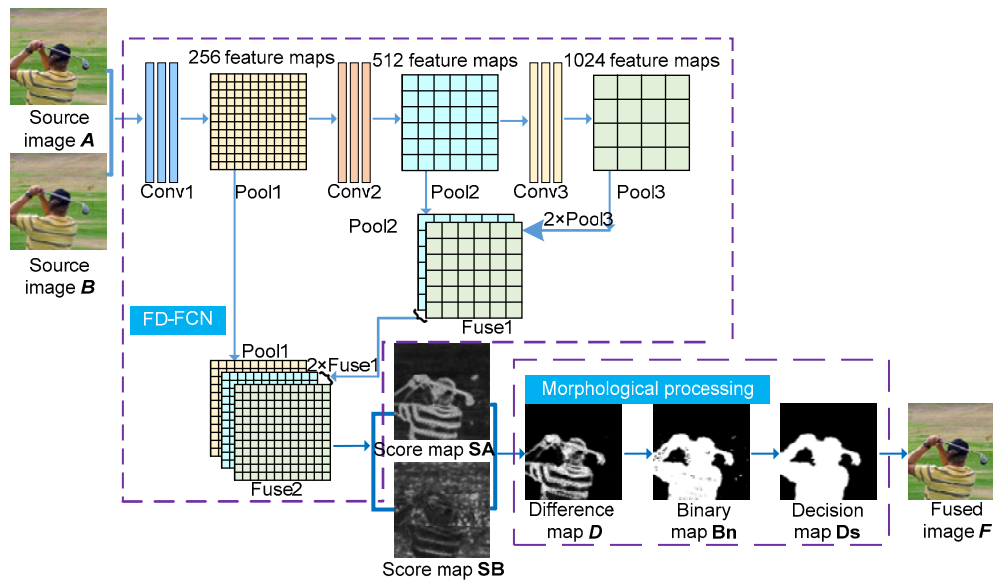 256 feature maps
512 feature maps
1024 feature maps
Source
image A
Conv1
Pool1
Conv2
Pool2
Conv3
Pool3
Pool2
2×Pool3
Source
image B
Fuse1
FD-FCN
Pool1
2×Fuse1
Fuse2
Score map SA
Score map SB
Morphological processing
Difference
map D
Binary
map Bn
Decision
map Ds
Fused
image F